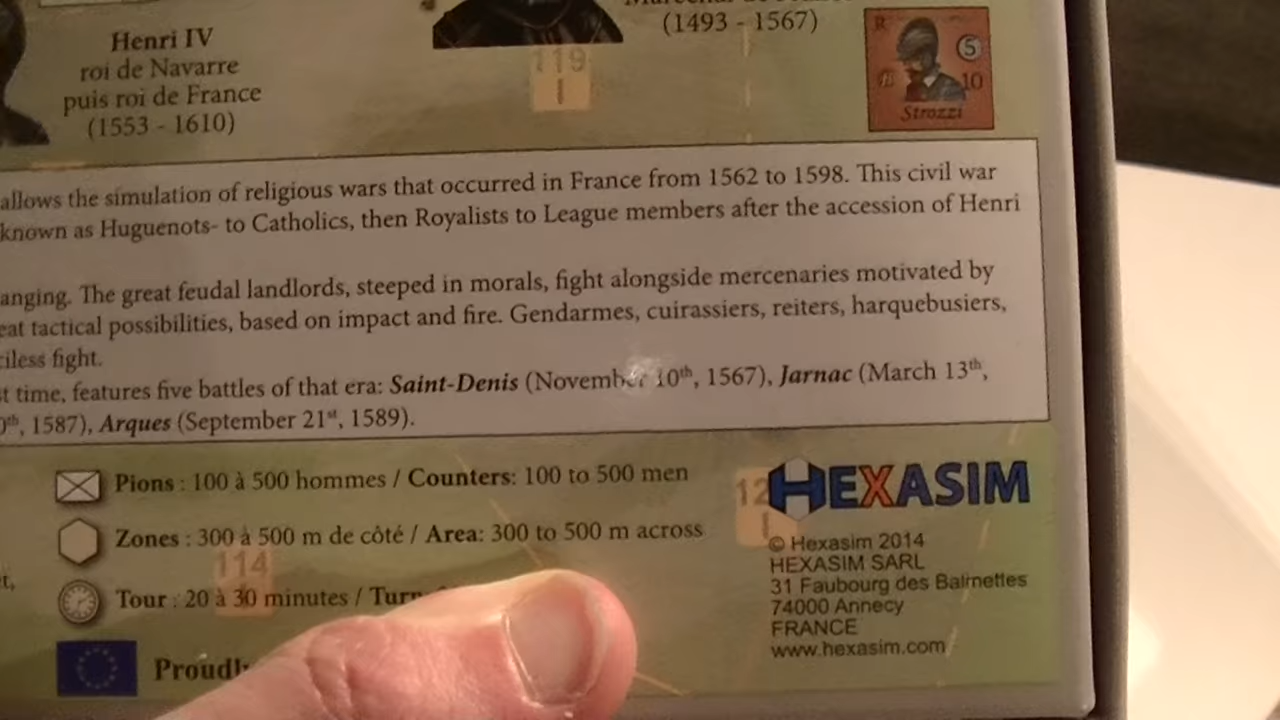 Henri IV
roi de Navarre
puis roi de France
(1553 - 1610)
(1493 - 1567)
119
I
R
5
10
Strozzi
allows the simulation of religious wars that occurred in France from 1562 to 1598. This civil war
known as Huguenots- to Catholics, then Royalists to League members after the accession of Henri
anging. The great feudal landlords, steeped in morals, fight alongside mercenaries motivated by
eat tactical possibilities, based on impact and fire. Gendarmes, cuirassiers, reiters, harquebusiers,
ciless fight.
st time, features five battles of that era: Saint-Denis (November 10th, 1567), Jarnac (March 13th,
0th, 1587), Arques (September 21st, 1589).
Pions : 100 à 500 hommes / Counters: 100 to 500 men
Zones : 300 à 500 m de côté / Area: 300 to 500 m across
114
Tour : 20 à 30 minutes / Turn
Proudly
12
I
HEXASIM
© Hexasim 2014
HEXASIM SARL
31 Faubourg des Balmettes
74000 Annecy
FRANCE
www.hexasim.com